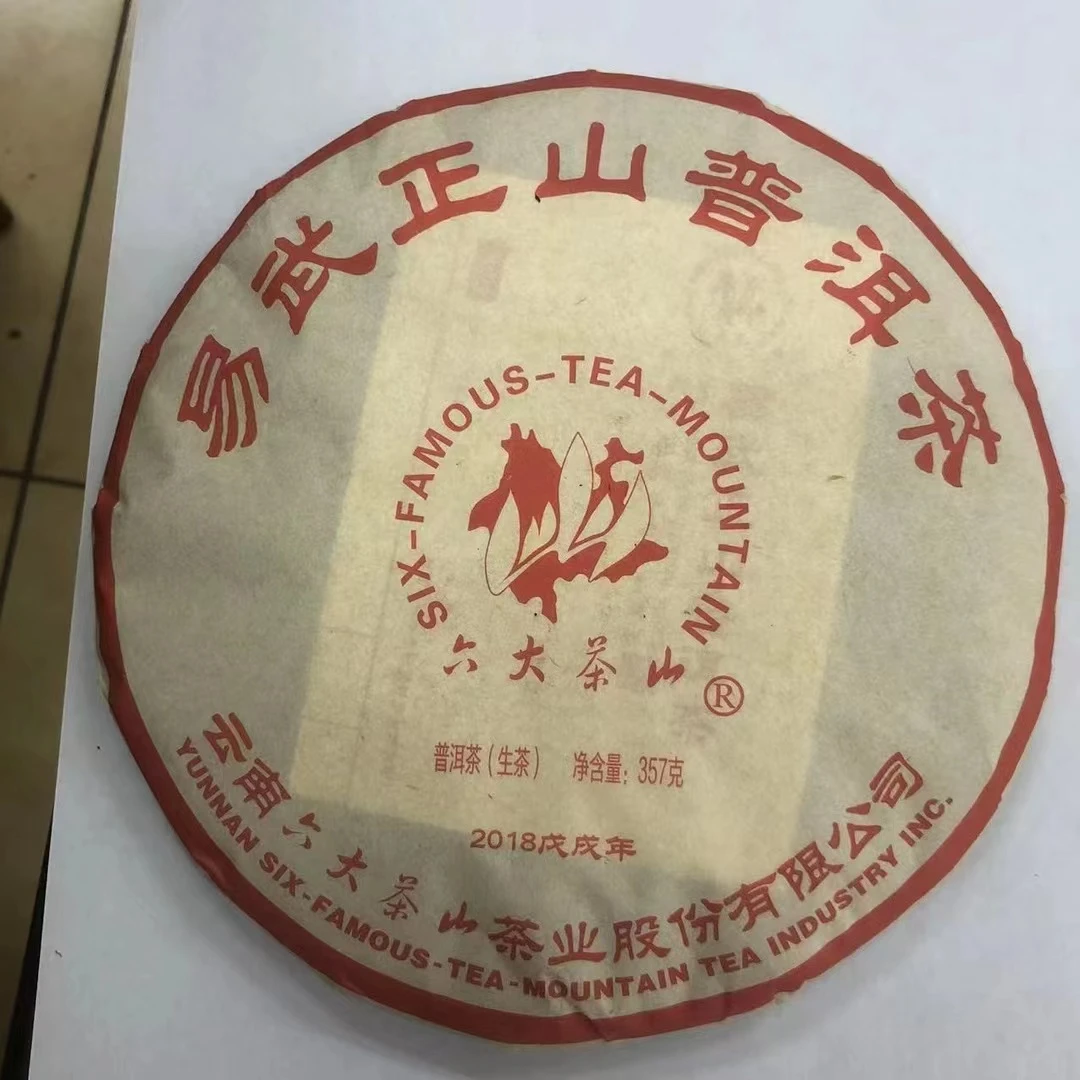 易武正山普洱茶
SIX-FAMOUS-TEA-MOUNTAIN
六大茶山®
普洱茶（生茶） 净含量：357克
2018戊戌年
云南六大茶山茶业股份有限公司
YUNNAN SIX-FAMOUS-TEA-MOUNTAIN TEA INDUSTRY INC.